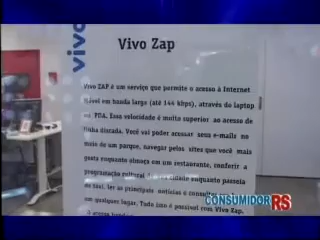 vivo
Vivo Zap
Vivo ZAP é um serviço que permite o acesso à Internet
móvel em banda larga (até 144 kbps), através do laptop
ou PDA. Essa velocidade é muito superior ao acesso de
linha discada. Você vai poder acessar seus e-mails no
meio de um parque, navegar pelos sites que você mais
gosta enquanto almoça em um restaurante, conferir a
programação cultural da cidade enquanto passeia
de taxi, ler as principais notícias e consultar
em qualquer lugar. Tudo isso é possível com Vivo Zap.
O acesso
CONSUMIDOR RS